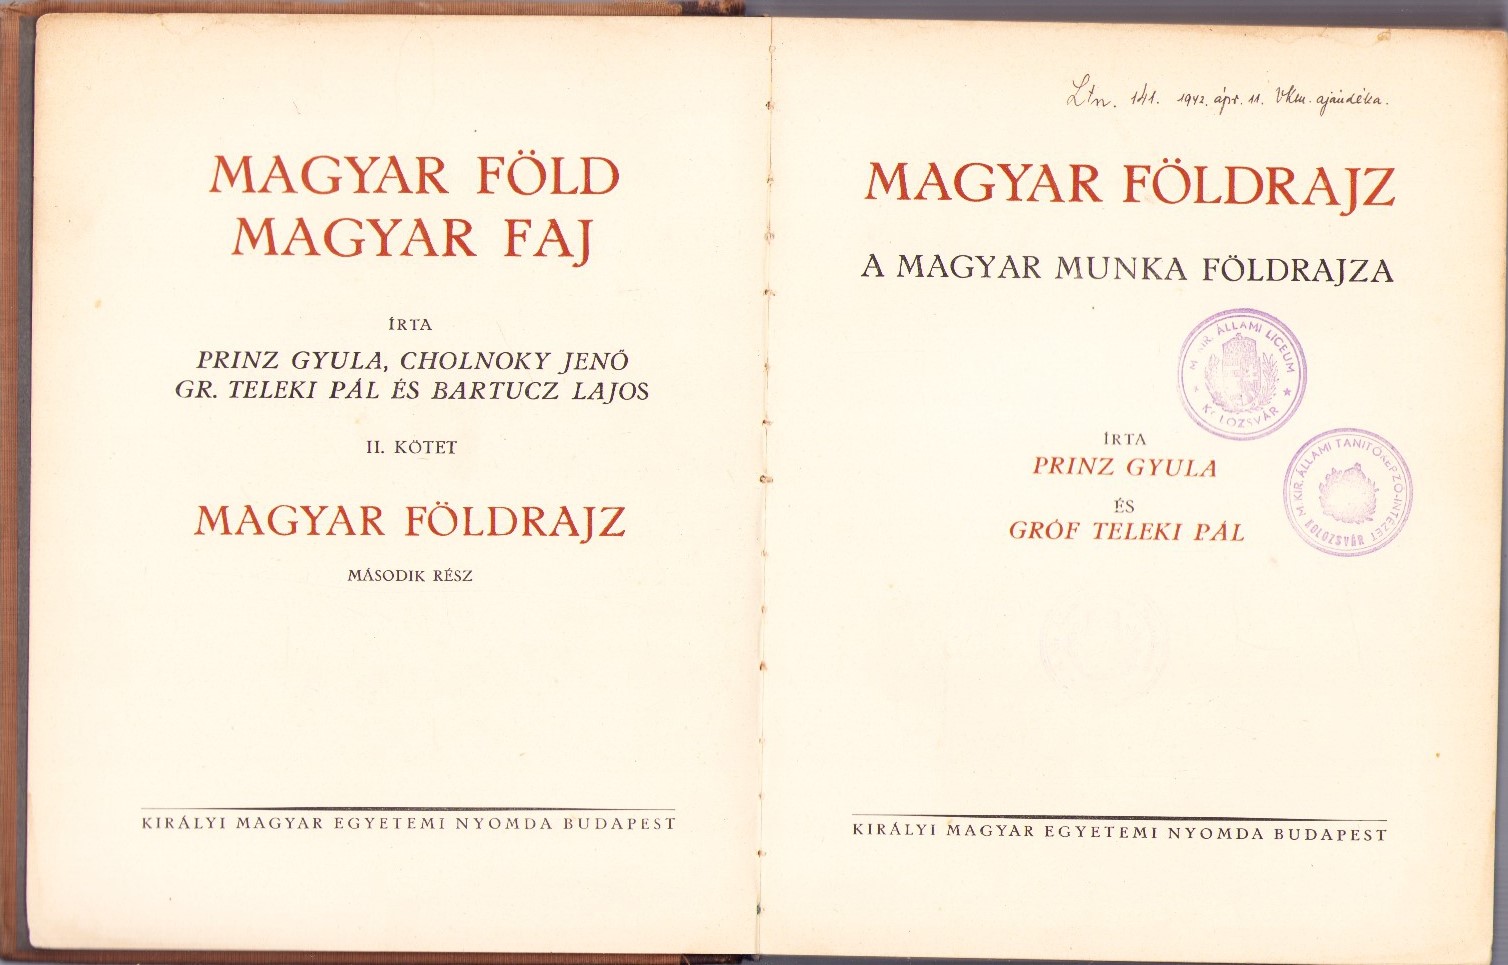 MAGYAR FÖLD
MAGYAR FAJ
ÍRTA
PRINZ GYULA, CHOLNOKY JENŐ
GR. TELEKI PÁL ÉS BARTUCZ LAJOS
II. KÖTET
MAGYAR FÖLDRAJZ
MÁSODIK RÉSZ
KIRÁLYI MAGYAR EGYETEMI NYOMDA BUDAPEST
Ltn. 141. 1942. ápr. 11. VKm. ajándéka.
MAGYAR FÖLDRAJZ
A MAGYAR MUNKA FÖLDRAJZA
M. KIR. ÁLLAMI LICEUM
KOLOZSVÁR
ÍRTA
PRINZ GYULA
ÉS
GRÓF TELEKI PÁL
M. KIR. ÁLLAMI TANITÓKÉPZŐ-INTÉZET
KOLOZSVÁR
KIRÁLYI MAGYAR EGYETEMI NYOMDA BUDAPEST